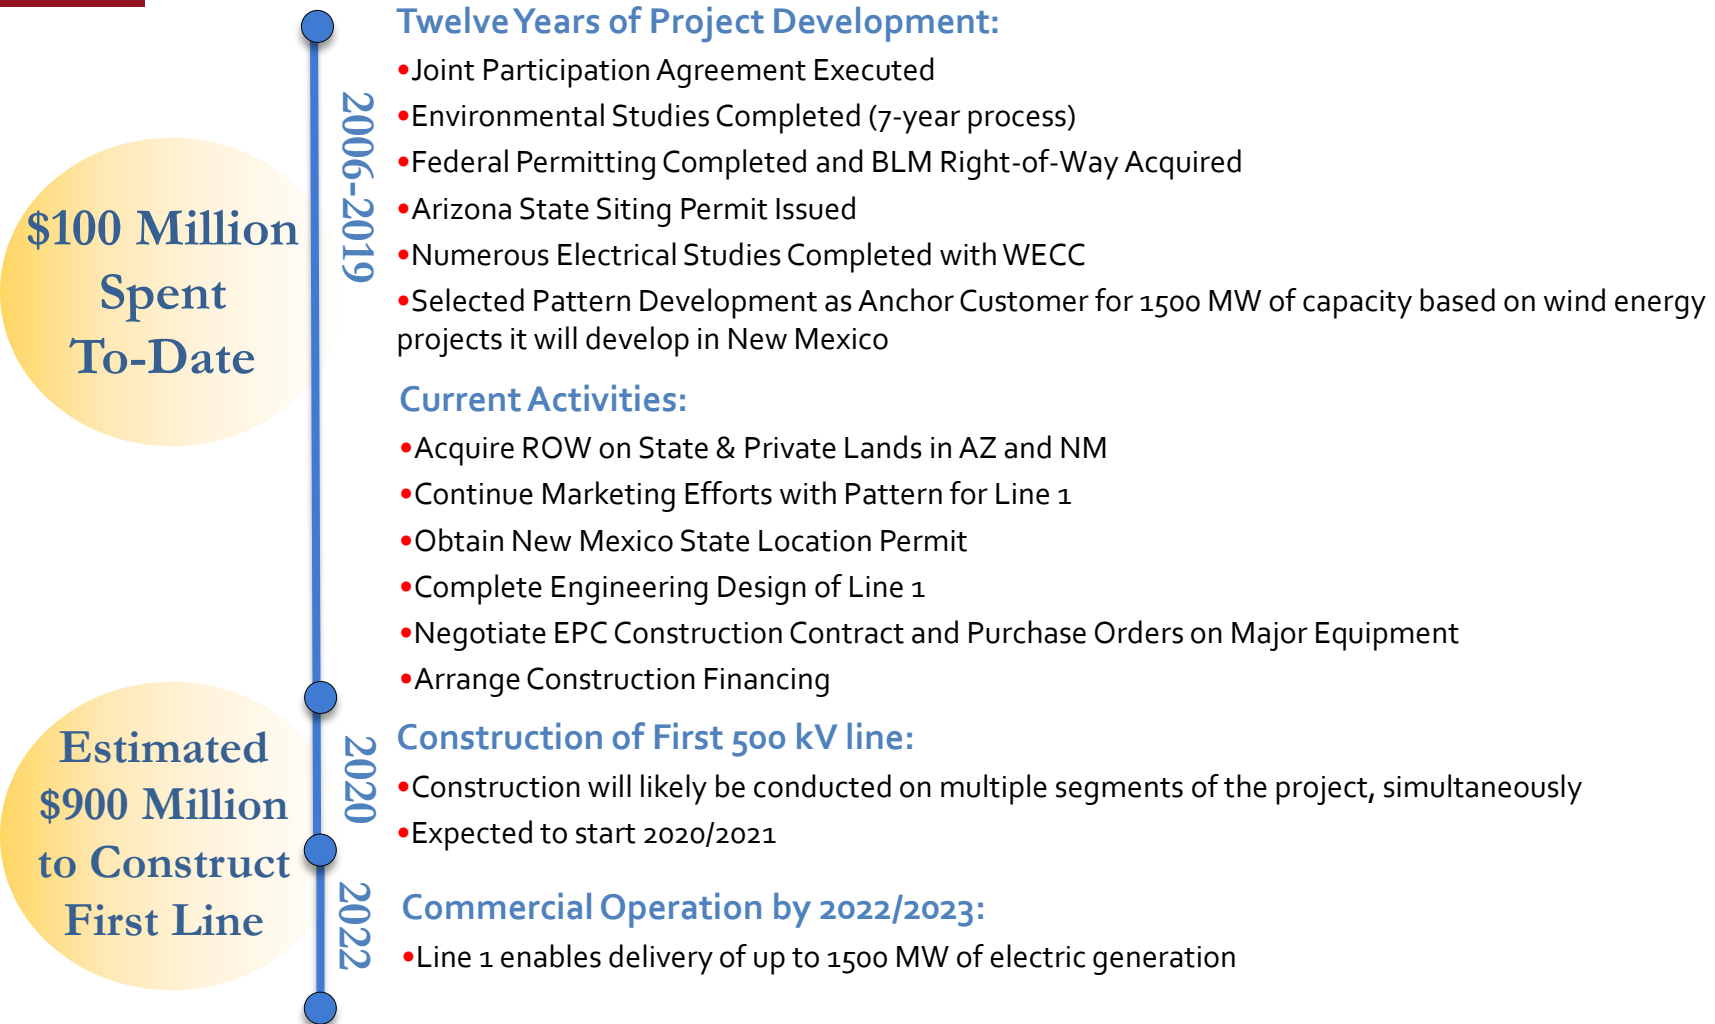 Twelve Years of Project Development:
•Joint Participation Agreement Executed
•Environmental Studies Completed (7-year process)
•Federal Permitting Completed and BLM Right-of-Way Acquired
•Arizona State Siting Permit Issued
•Numerous Electrical Studies Completed with WECC
•Selected Pattern Development as Anchor Customer for 1500 MW of capacity based on wind energy
projects it will develop in New Mexico
2006-2019
$100 Million
Spent
To-Date
Current Activities:
•Acquire ROW on State & Private Lands in AZ and NM
•Continue Marketing Efforts with Pattern for Line 1
•Obtain New Mexico State Location Permit
•Complete Engineering Design of Line 1
•Negotiate EPC Construction Contract and Purchase Orders on Major Equipment
•Arrange Construction Financing
Estimated
$900 Million
to Construct
First Line
2020
Construction of First 500 kV line:
•Construction will likely be conducted on multiple segments of the project, simultaneously
•Expected to start 2020/2021
2022
Commercial Operation by 2022/2023:
•Line 1 enables delivery of up to 1500 MW of electric generation